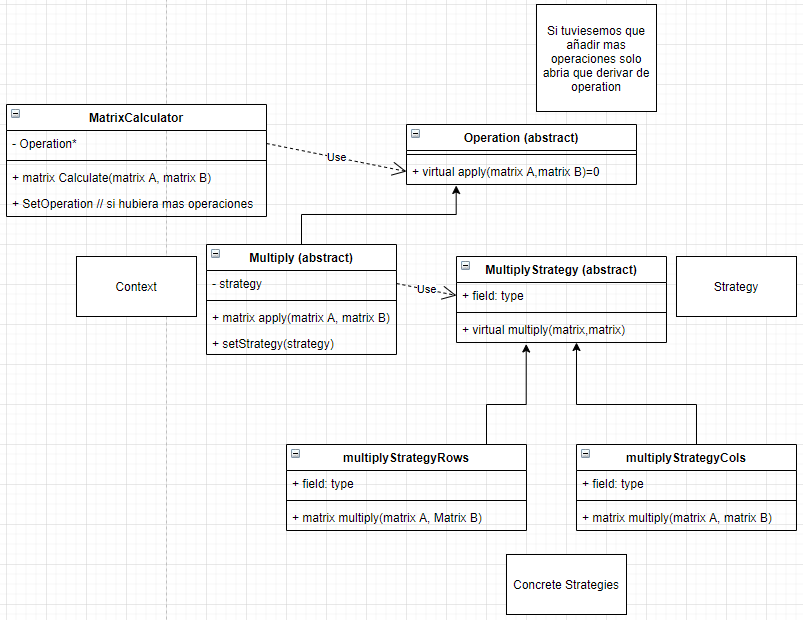 Si tuviesemos que
añadir mas
operaciones solo
abria que derivar de
operation
MatrixCalculator
- Operation*
+ matrix Calculate(matrix A, matrix B)
+ SetOperation // si hubiera mas operaciones
Use
Operation (abstract)
+ virtual apply(matrix A,matrix B)=0
Context
Multiply (abstract)
- strategy
+ matrix apply(matrix A, matrix B)
+ setStrategy(strategy)
Use
MultiplyStrategy (abstract)
+ field: type
+ virtual multiply(matrix,matrix)
Strategy
multiplyStrategyRows
+ field: type
+ matrix multiply(matrix A, Matrix B)
multiplyStrategyCols
+ field: type
+ matrix multiply(matrix A, matrix B)
Concrete Strategies